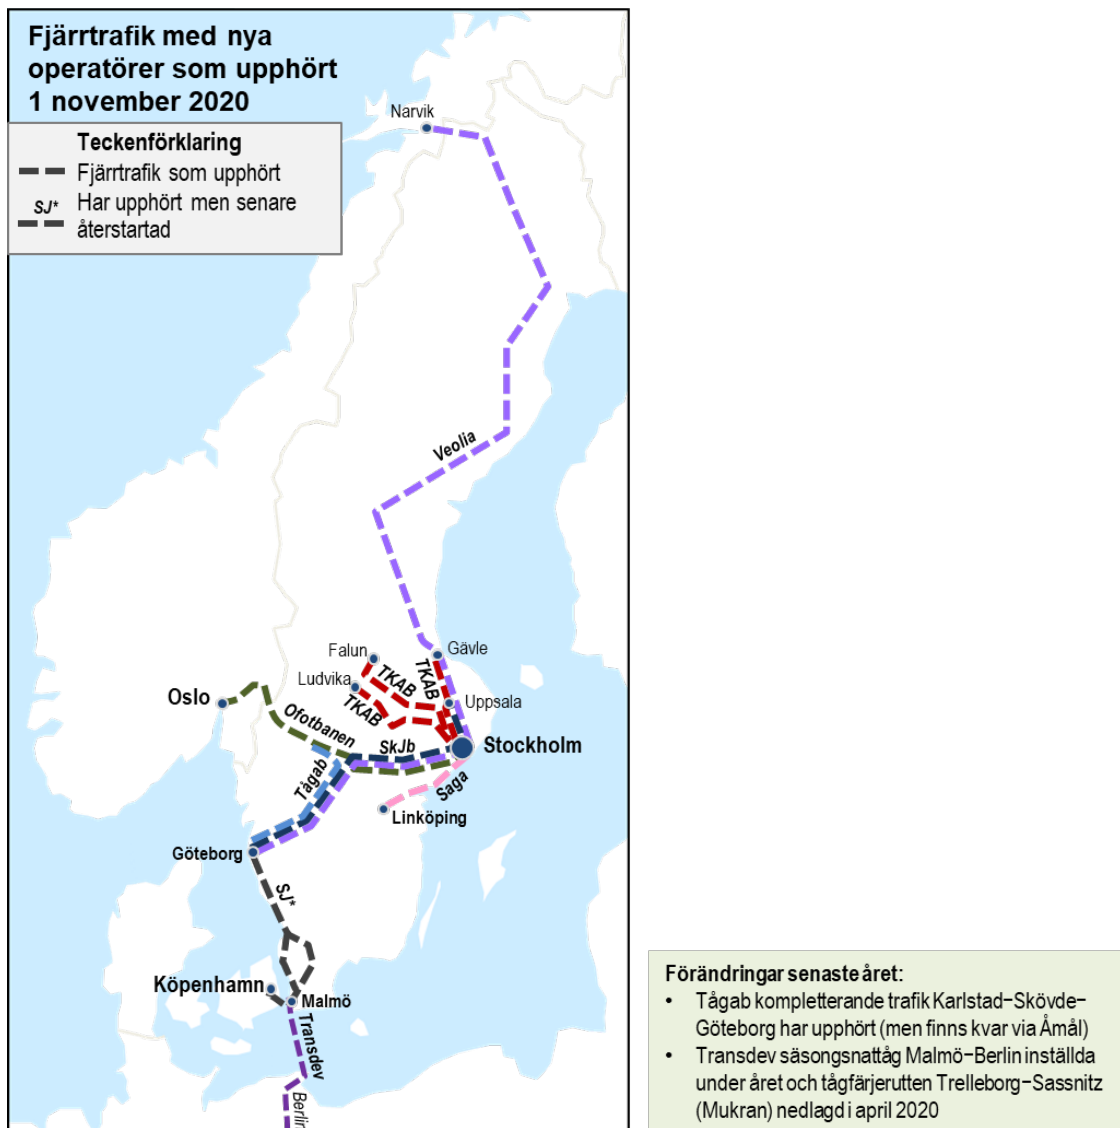 Fjärrtrafik med nya
operatörer som upphört
1 november 2020
Teckenförklaring
Fjärrtrafik som upphört
SJ*
Har upphört men senare
återstartad
Narvik
Veolia
Falun
Gävle
TKAB
TKAB
Ludvika
TKAB
Uppsala
Oslo
Ofotbanen
SkJb
Stockholm
Tågab
Saga
Linköping
Göteborg
SJ*
Köpenhamn
Malmö
Transdev
Berlin
Förändringar senaste året:
• Tågab kompletterande trafik Karlstad–Skövde–
Göteborg har upphört (men finns kvar via Åmål)
• Transdev säsongsnattåg Malmö–Berlin inställda
under året och tågfärjerutten Trelleborg–Sassnitz
(Mukran) nedlagd i april 2020